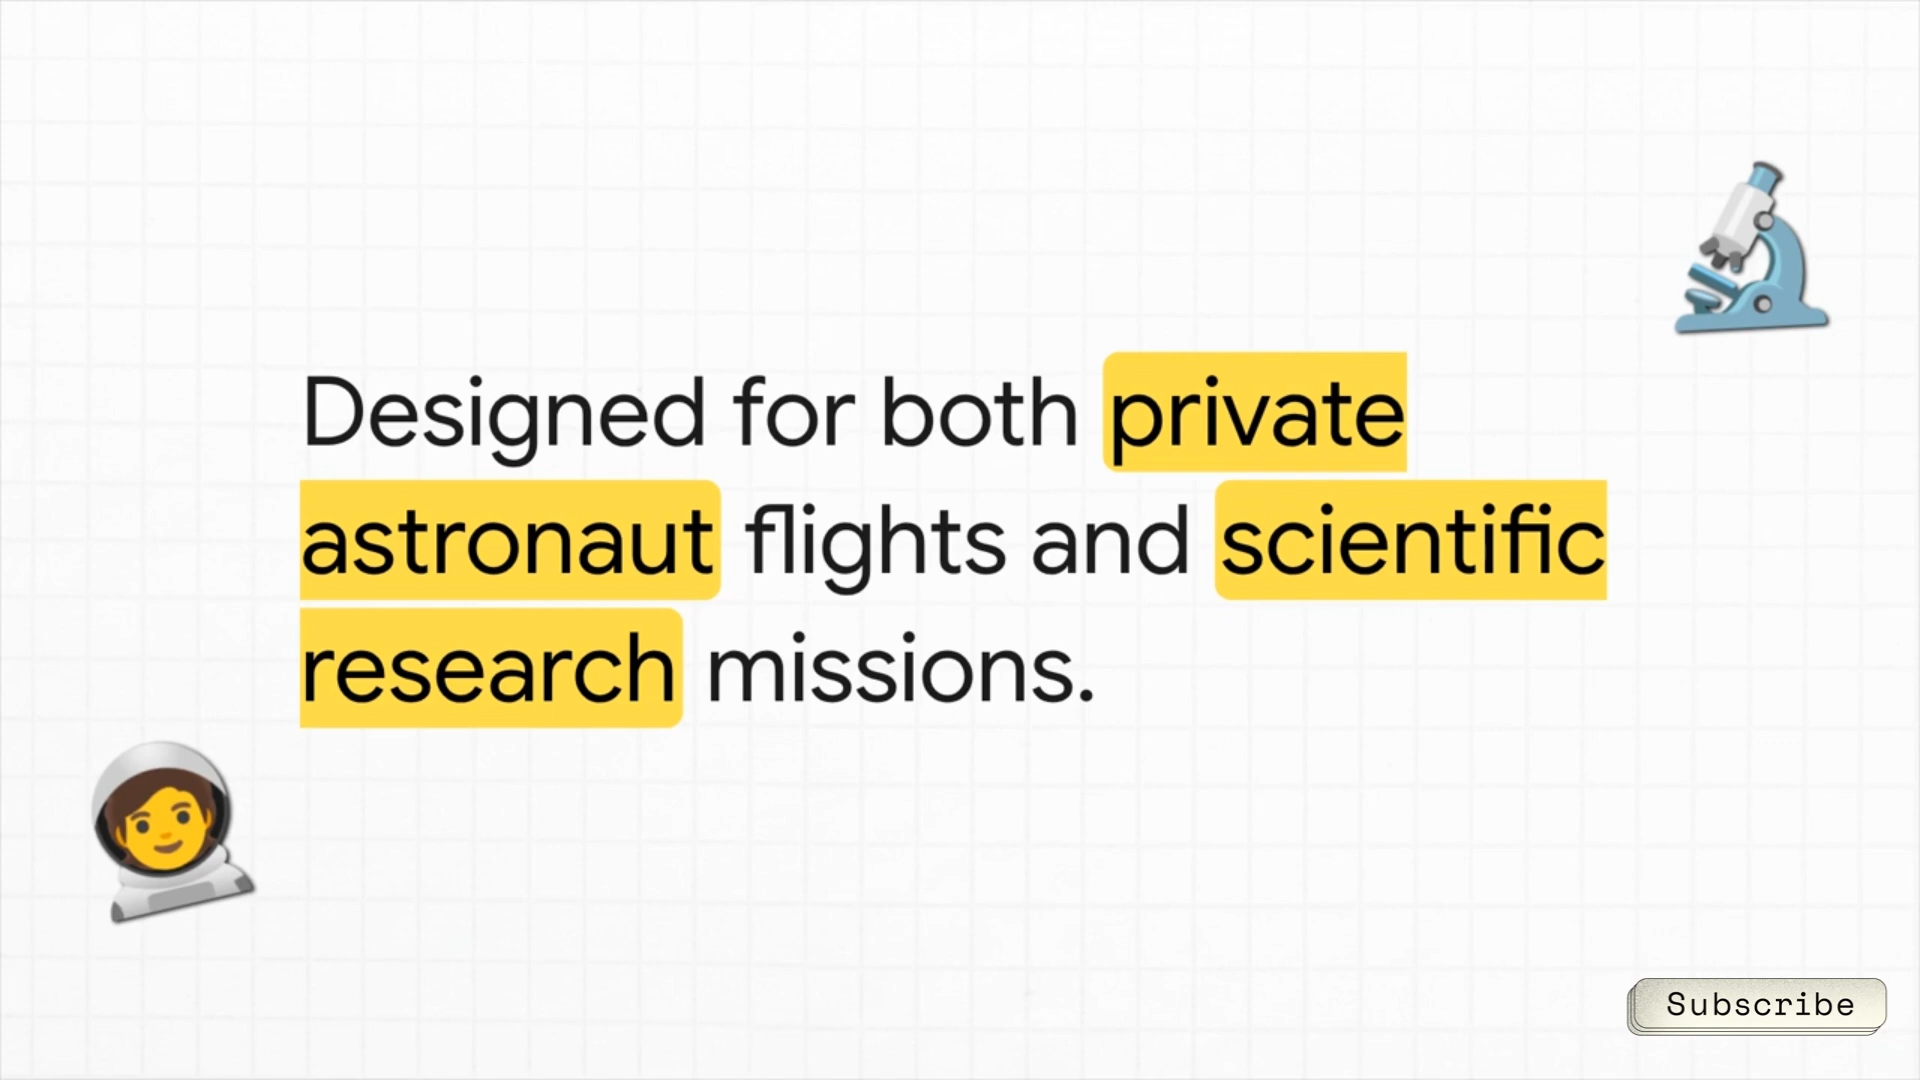 Designed for both private
astronaut flights and scientific
research missions.
Subscribe